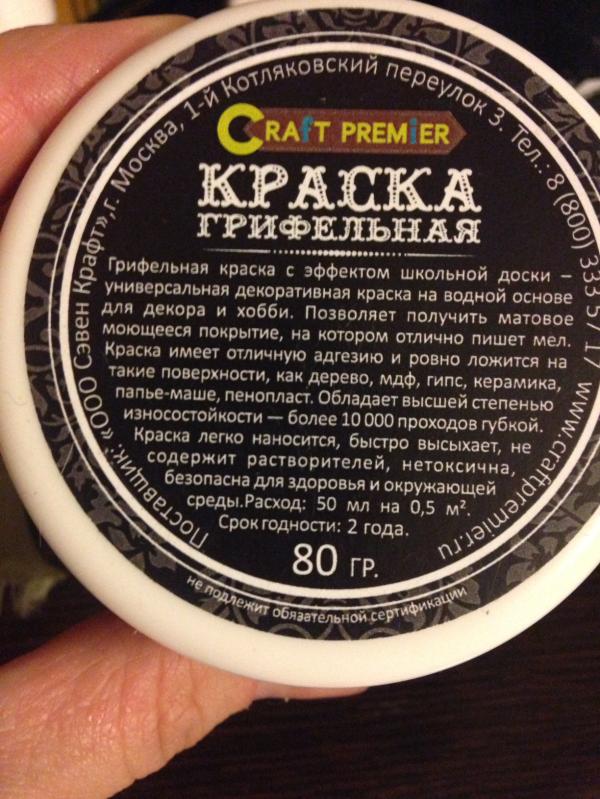 CRAFT PREMIER
КРАСКА
ГРИФЕЛЬНАЯ
Грифельная краска с эффектом школьной доски –
универсальная декоративная краска на водной основе
для декора и хобби. Позволяет получить матовое
моющееся покрытие, на котором отлично пишет мел.
Краска имеет отличную адгезию и ровно ложится на
такие поверхности, как дерево, мдф, гипс, керамика,
папье-маше, пенопласт. Обладает высшей степенью
износостойкости — более 10 000 проходов губкой.
Краска легко наносится, быстро высыхает, не
содержит растворителей, нетоксична,
безопасна для здоровья и окружающей
среды.Расход: 50 мл на 0,5 м².
Срок годности: 2 года.
80 ГР.
Поставщик: «ООО Сэвен Крафт»,г. Москва, 1-й Котляковский переулок 3. Тел.: 8 (800) 333 57 17 www.craftpremier.ru
не подлежит обязательной сертификации